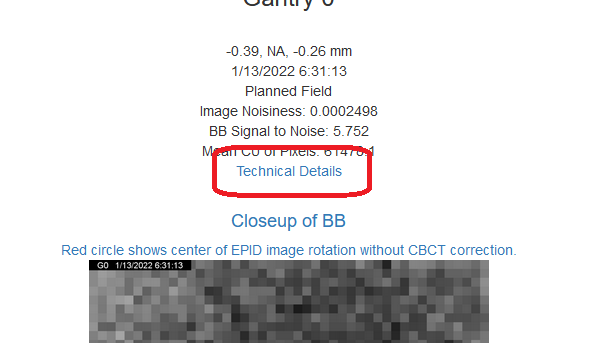 Gantry 0
-0.39, NA, -0.26 mm
1/13/2022 6:31:13
Planned Field
Image Noisiness: 0.0002498
BB Signal to Noise: 5.752
Mean CU of Pixels: 61470.1
Technical Details
Closeup of BB
Red circle shows center of EPID image rotation without CBCT correction.
G0 1/13/2022 6:31:13